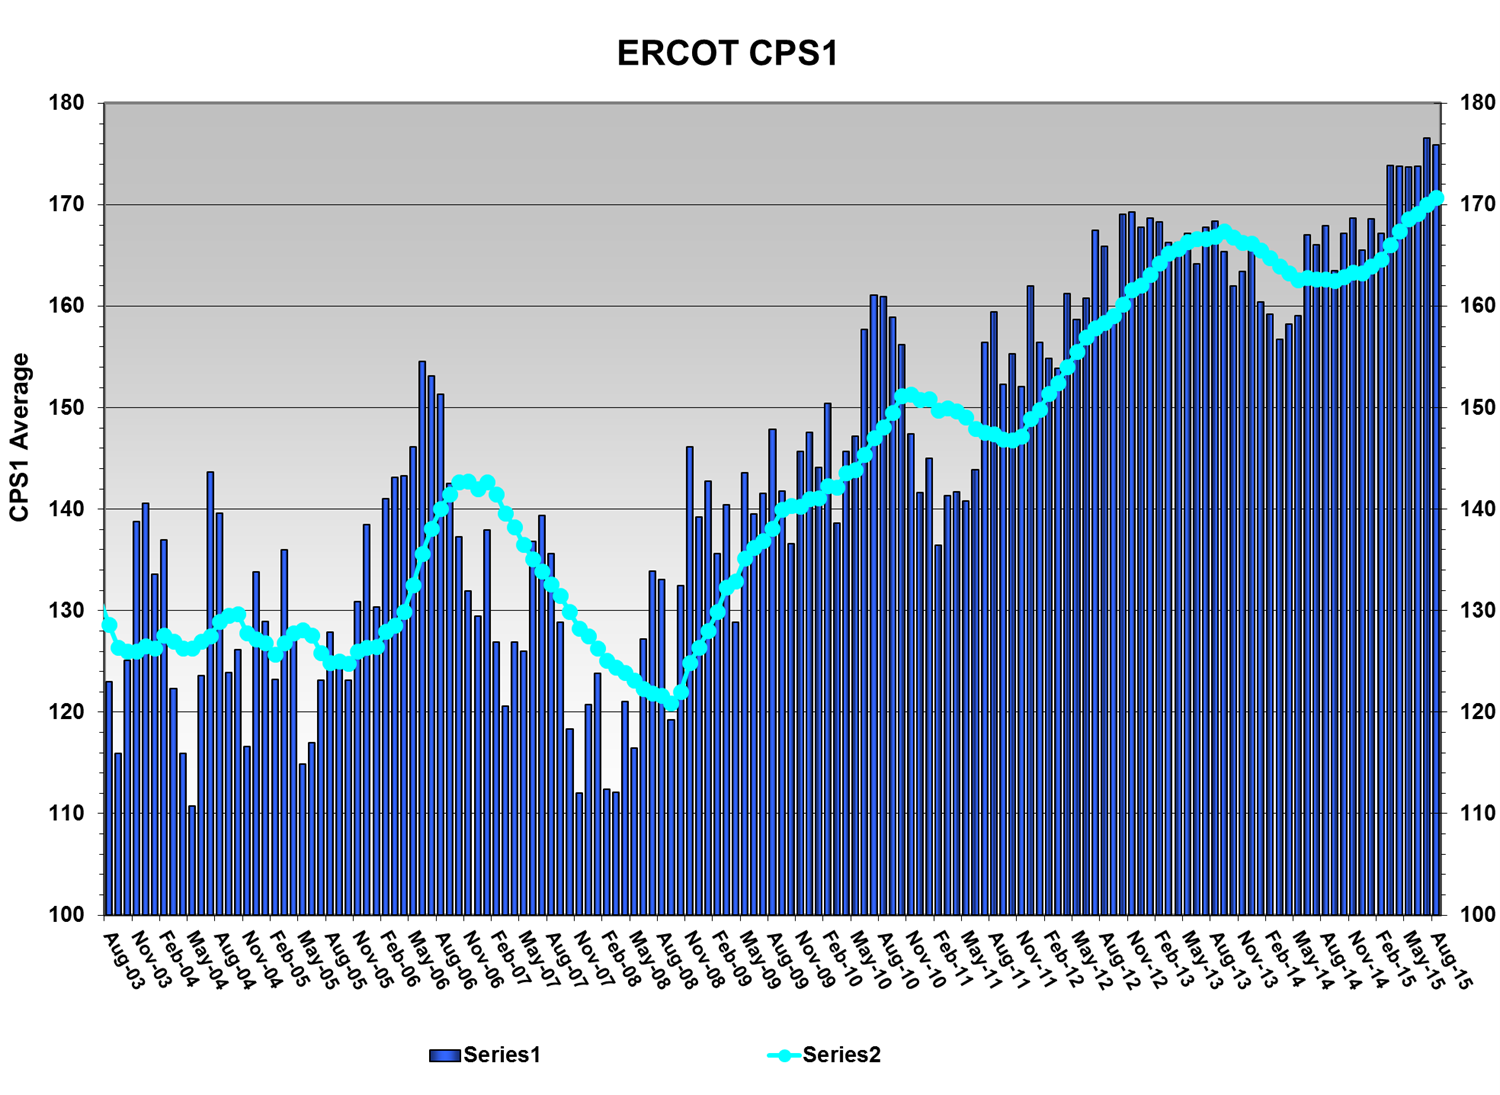 ERCOT CPS1
180 180
170 170
160 160
150 150
140 140
130 130
120 120
110 110
100 100
CPS1 Average
Aug-03 Nov-03 Feb-04 May-04 Aug-04 Nov-04 Feb-05 May-05 Aug-05 Nov-05 Feb-06 May-06 Aug-06 Nov-06 Feb-07 May-07 Aug-07 Nov-07 Feb-08 May-08 Aug-08 Nov-08 Feb-09 May-09 Aug-09 Nov-09 Feb-10 May-10 Aug-10 Nov-10 Feb-11 May-11 Aug-11 Nov-11 Feb-12 May-12 Aug-12 Nov-12 Feb-13 May-13 Aug-13 Nov-13 Feb-14 May-14 Aug-14 Nov-14 Feb-15 May-15 Aug-15
Series1 Series2